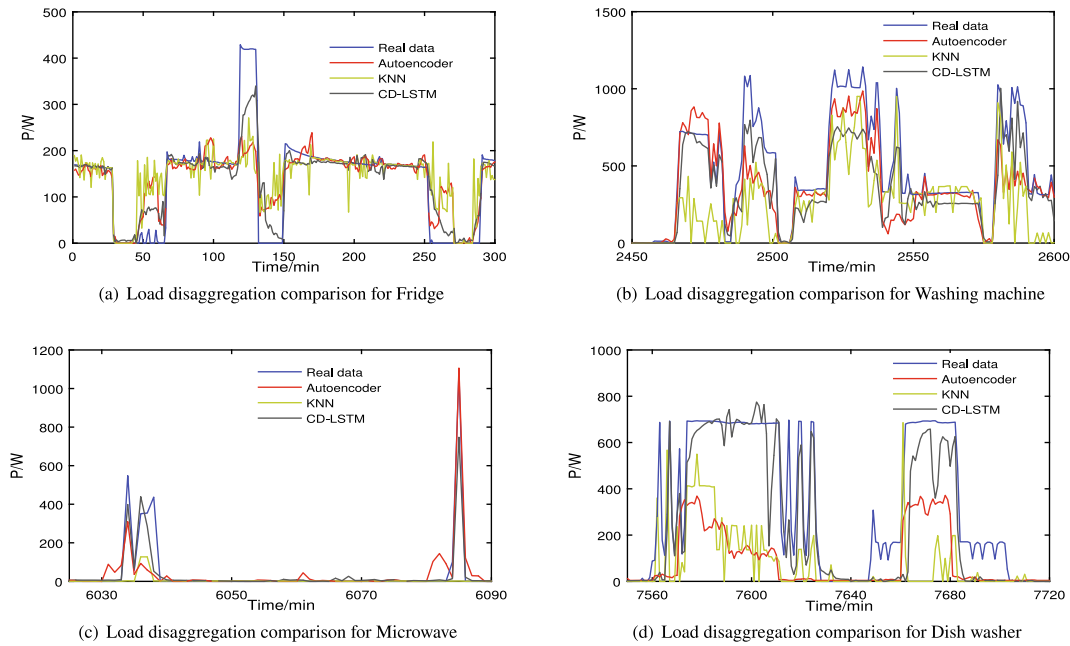 500
400
300
200
100
0
P/W
0
50
100
150
200
250
300
Time/min
Real data
Autoencoder
KNN
CD-LSTM
(a) Load disaggregation comparison for Fridge
1500
1000
500
0
P/W
2450
2500
2550
2600
Time/min
Real data
Autoencoder
KNN
CD-LSTM
(b) Load disaggregation comparison for Washing machine
1200
1000
800
600
400
200
0
P/W
6030
6050
6070
6090
Time/min
Real data
Autoencoder
KNN
CD-LSTM
(c) Load disaggregation comparison for Microwave
1000
800
600
400
200
0
P/W
7560
7600
7640
7680
7720
Time/min
Real data
Autoencoder
KNN
CD-LSTM
(d) Load disaggregation comparison for Dish washer